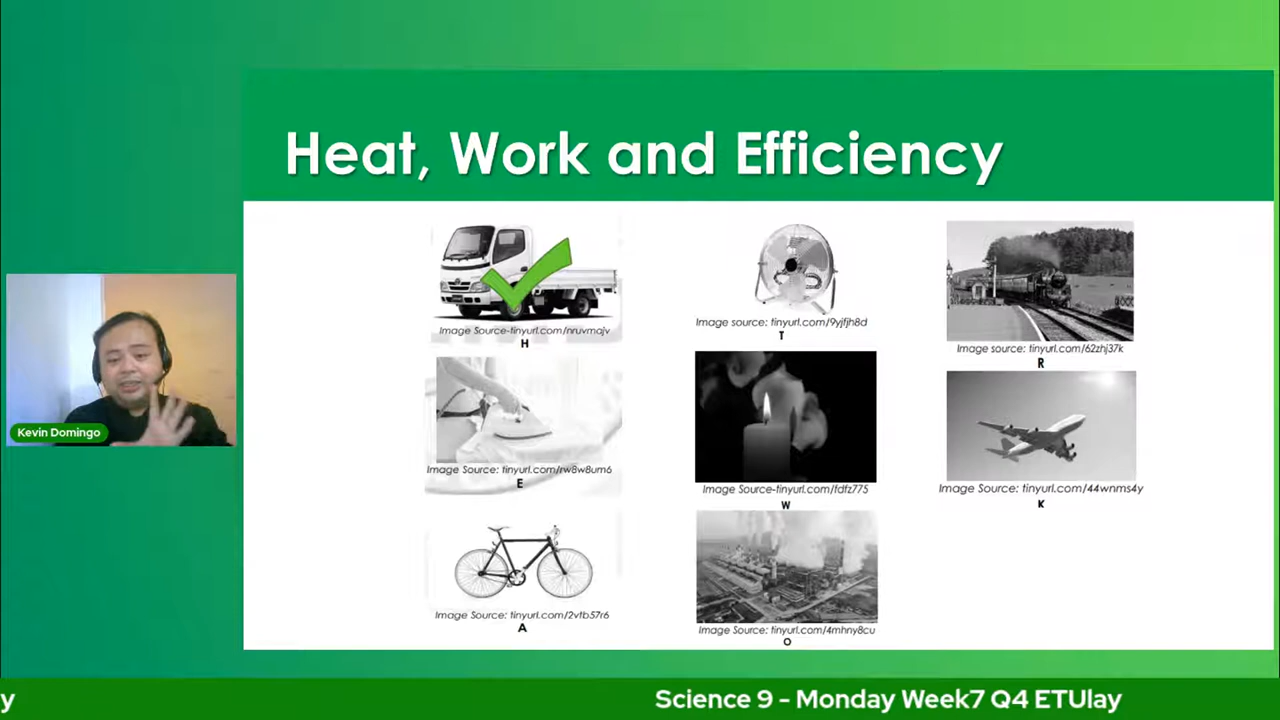 Heat, Work and Efficiency
Image Source-tinyurl.com/nruvmajv
H
Image source: tinyurl.com/9yjfjh8d
T
Image source: tinyurl.com/62zhj37k
R
Image Source: tinyurl.com/rw8w8um6
E
Image Source-tinyurl.com/fdfz775
W
Image Source: tinyurl.com/44wnms4y
K
Image Source: tinyurl.com/2vtb57r6
A
Image Source: tinyurl.com/4mhny8cu
O
Kevin Domingo
y
Science 9 - Monday Week7 Q4 ETUlay